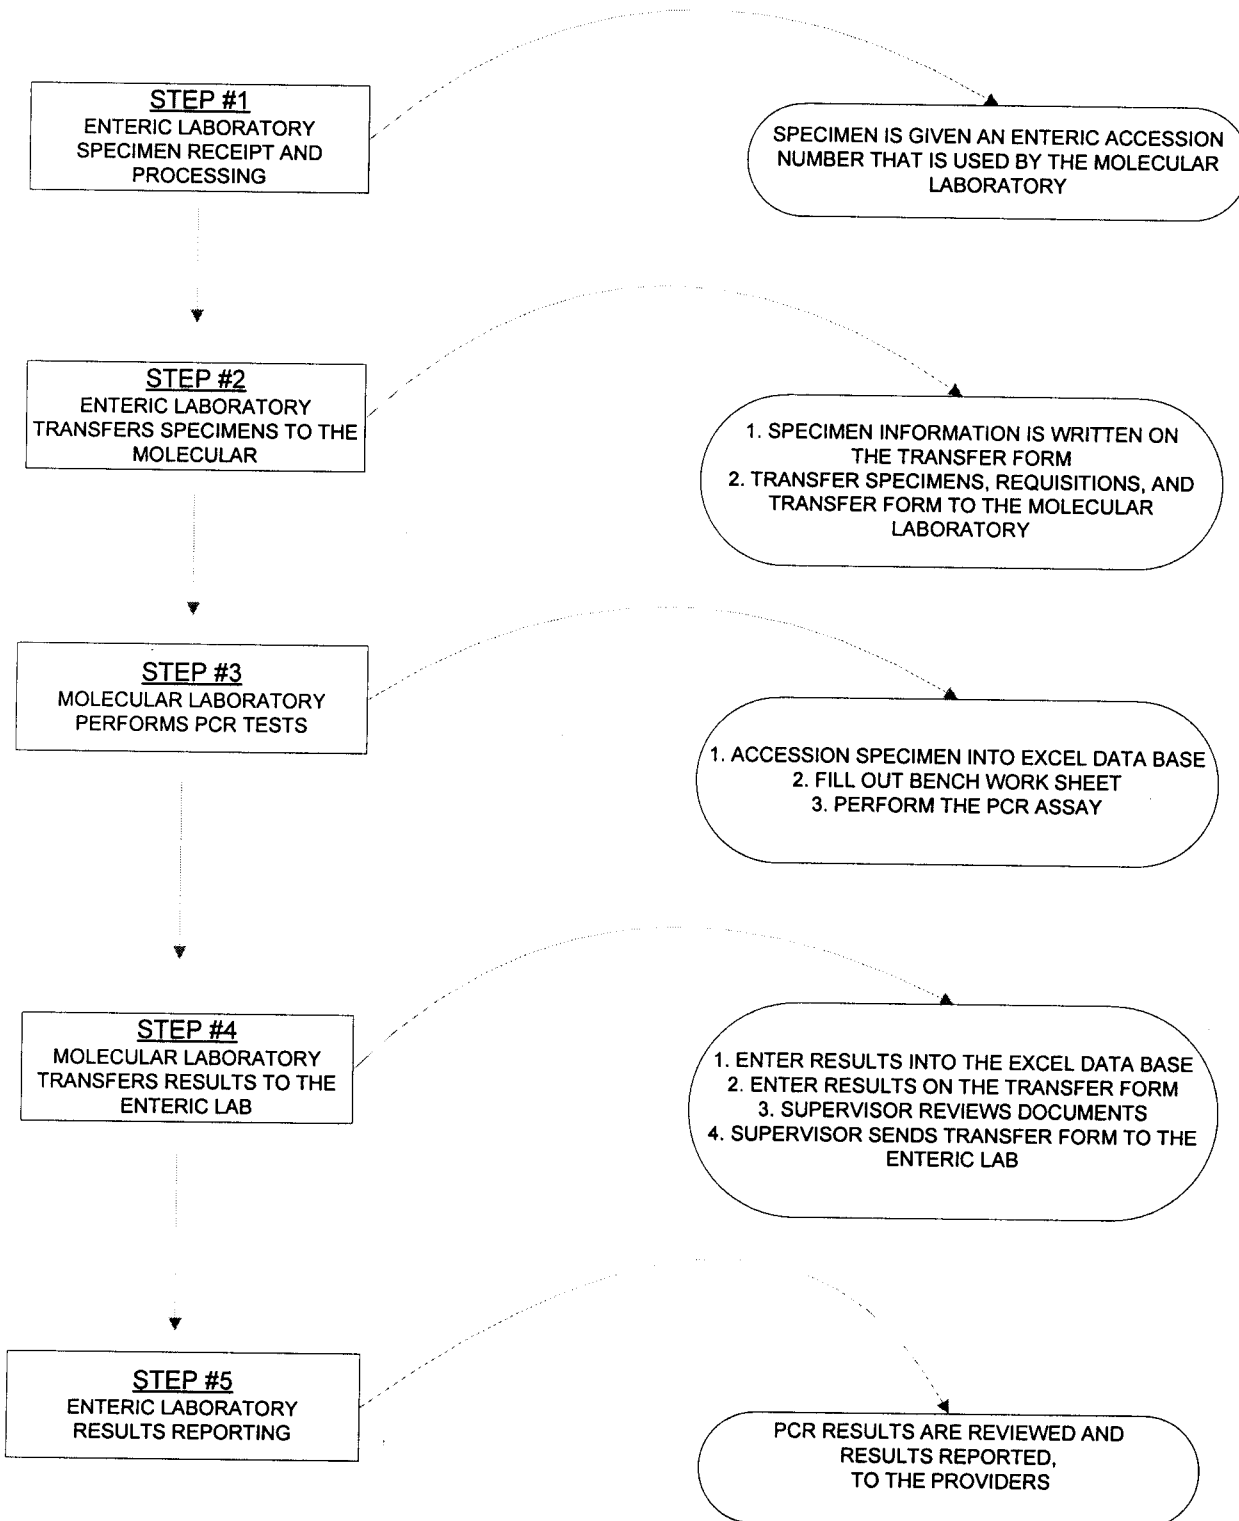 STEP #1
ENTERIC LABORATORY
SPECIMEN RECEIPT AND
PROCESSING
SPECIMEN IS GIVEN AN ENTERIC ACCESSION
NUMBER THAT IS USED BY THE MOLECULAR
LABORATORY
STEP #2
ENTERIC LABORATORY
TRANSFERS SPECIMENS TO THE
MOLECULAR
1. SPECIMEN INFORMATION IS WRITTEN ON
THE TRANSFER FORM
2. TRANSFER SPECIMENS, REQUISITIONS, AND
TRANSFER FORM TO THE MOLECULAR
LABORATORY
STEP #3
MOLECULAR LABORATORY
PERFORMS PCR TESTS
1. ACCESSION SPECIMEN INTO EXCEL DATA BASE
2. FILL OUT BENCH WORK SHEET
3. PERFORM THE PCR ASSAY
STEP #4
MOLECULAR LABORATORY
TRANSFERS RESULTS TO THE
ENTERIC LAB
1. ENTER RESULTS INTO THE EXCEL DATA BASE
2. ENTER RESULTS ON THE TRANSFER FORM
3. SUPERVISOR REVIEWS DOCUMENTS
4. SUPERVISOR SENDS TRANSFER FORM TO THE
ENTERIC LAB
STEP #5
ENTERIC LABORATORY
RESULTS REPORTING
PCR RESULTS ARE REVIEWED AND
RESULTS REPORTED,
TO THE PROVIDERS